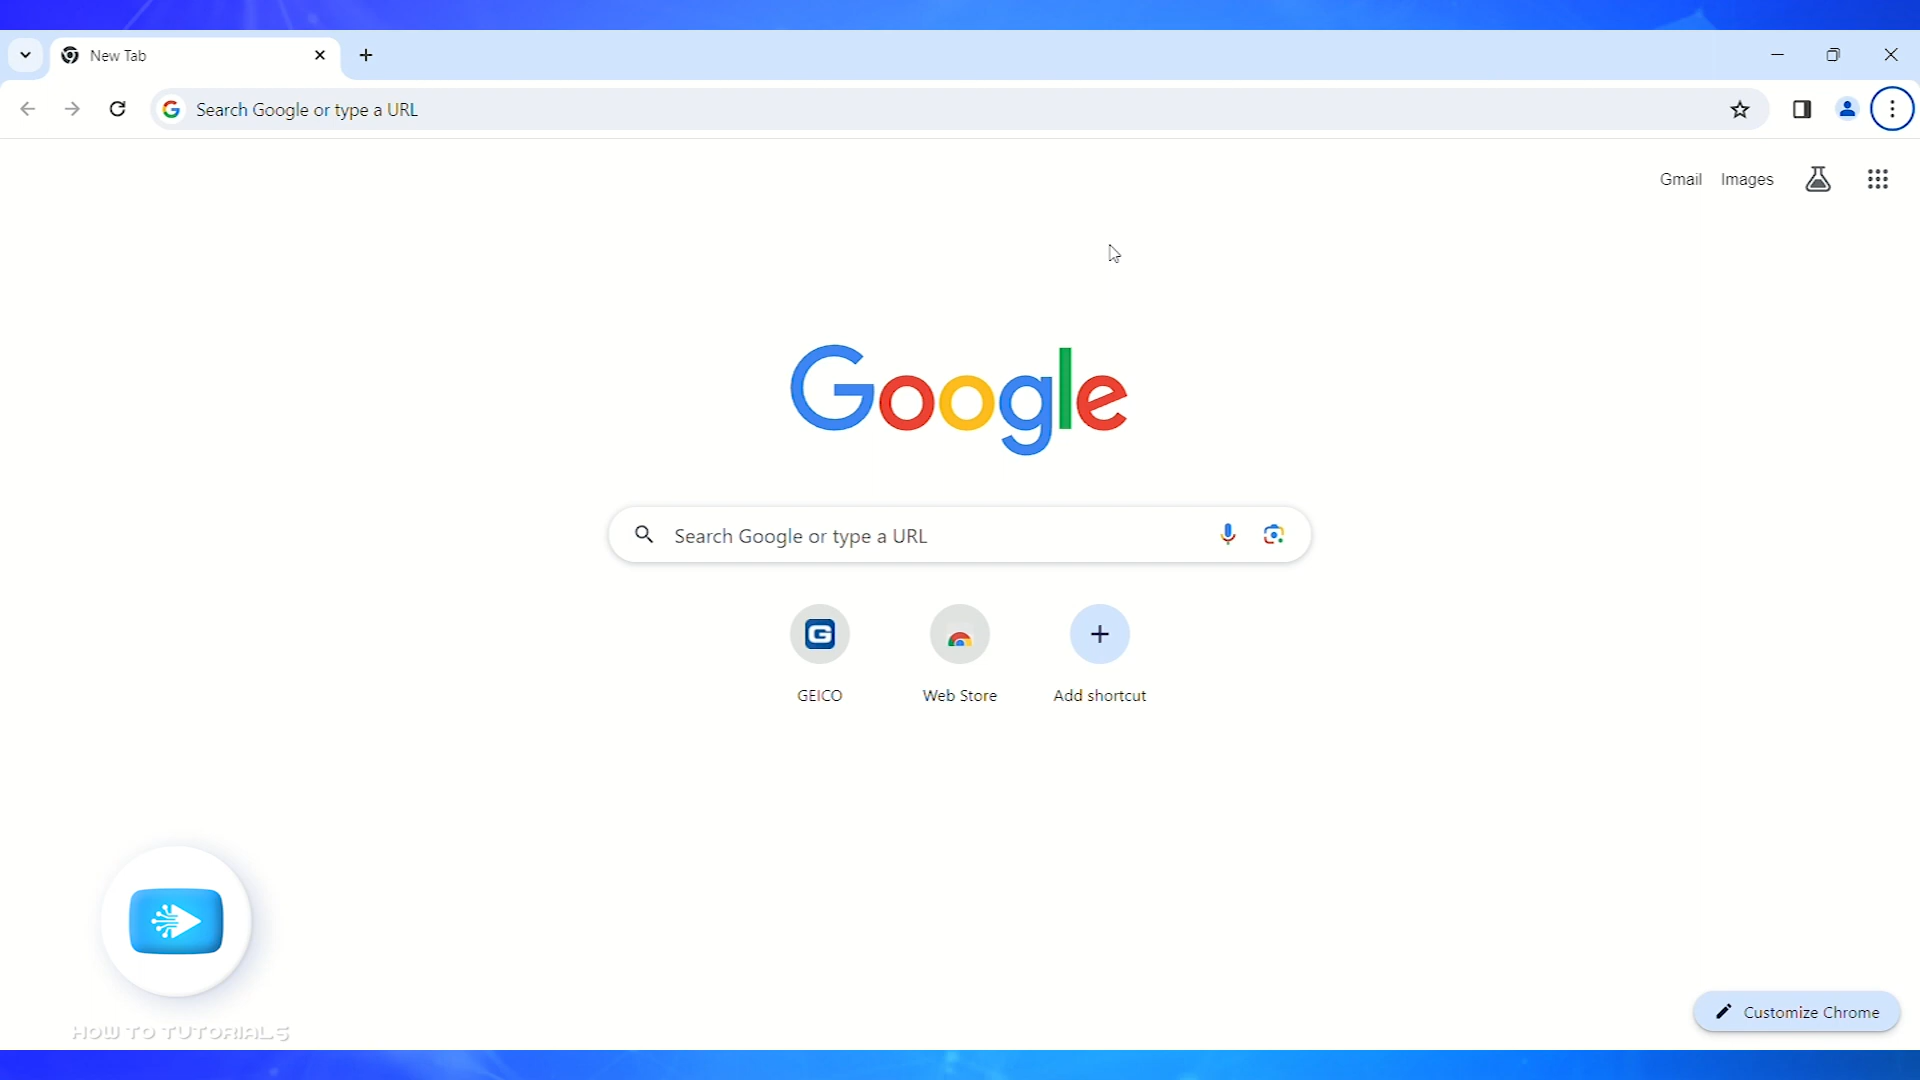 New Tab
Search Google or type a URL
Gmail Images
Google
Search Google or type a URL
GEICO Web Store Add shortcut
HOW TO TUTORIALS
Customize Chrome